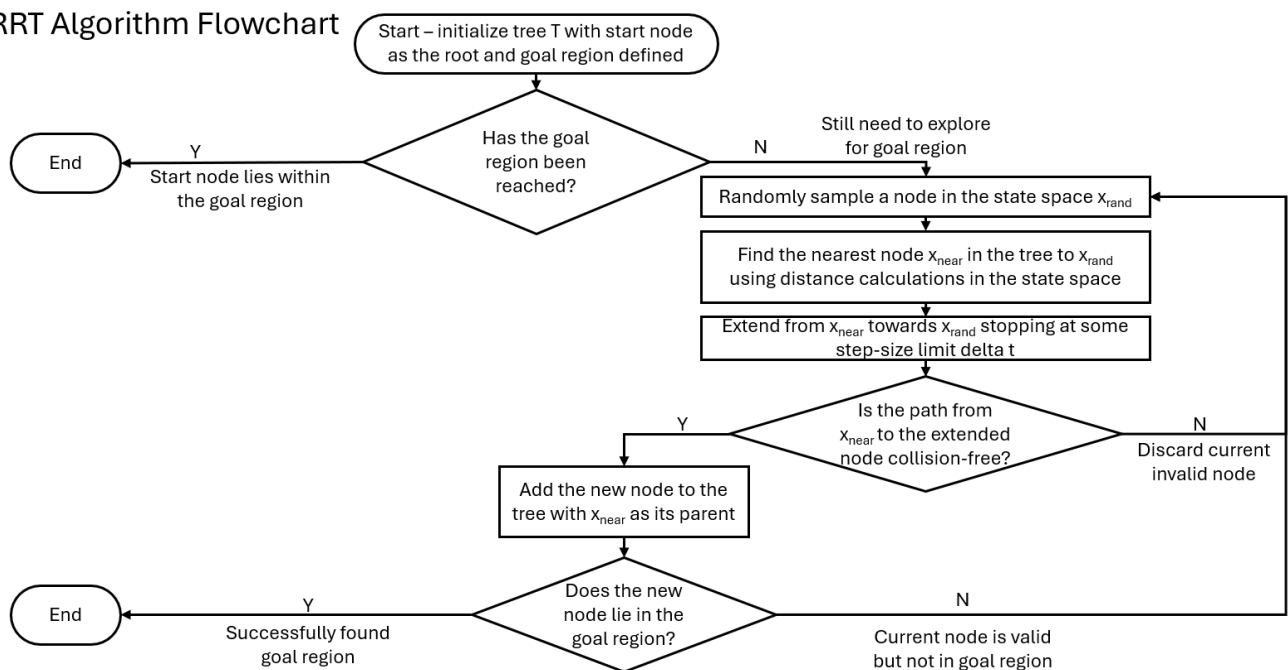 RRT Algorithm Flowchart
Start – initialize tree T with start node
as the root and goal region defined
Has the goal
region been
reached?
Y
End
Start node lies within
the goal region
N
Still need to explore
for goal region
Randomly sample a node in the state space xrand
Find the nearest node xnear in the tree to xrand
using distance calculations in the state space
Extend from xnear towards xrand stopping at some
step-size limit delta t
Is the path from
xnear to the extended
node collision-free?
N
Discard current
invalid node
Y
Add the new node to the
tree with xnear as its parent
Does the new
node lie in the
goal region?
Y
End
Successfully found
goal region
N
Current node is valid
but not in goal region